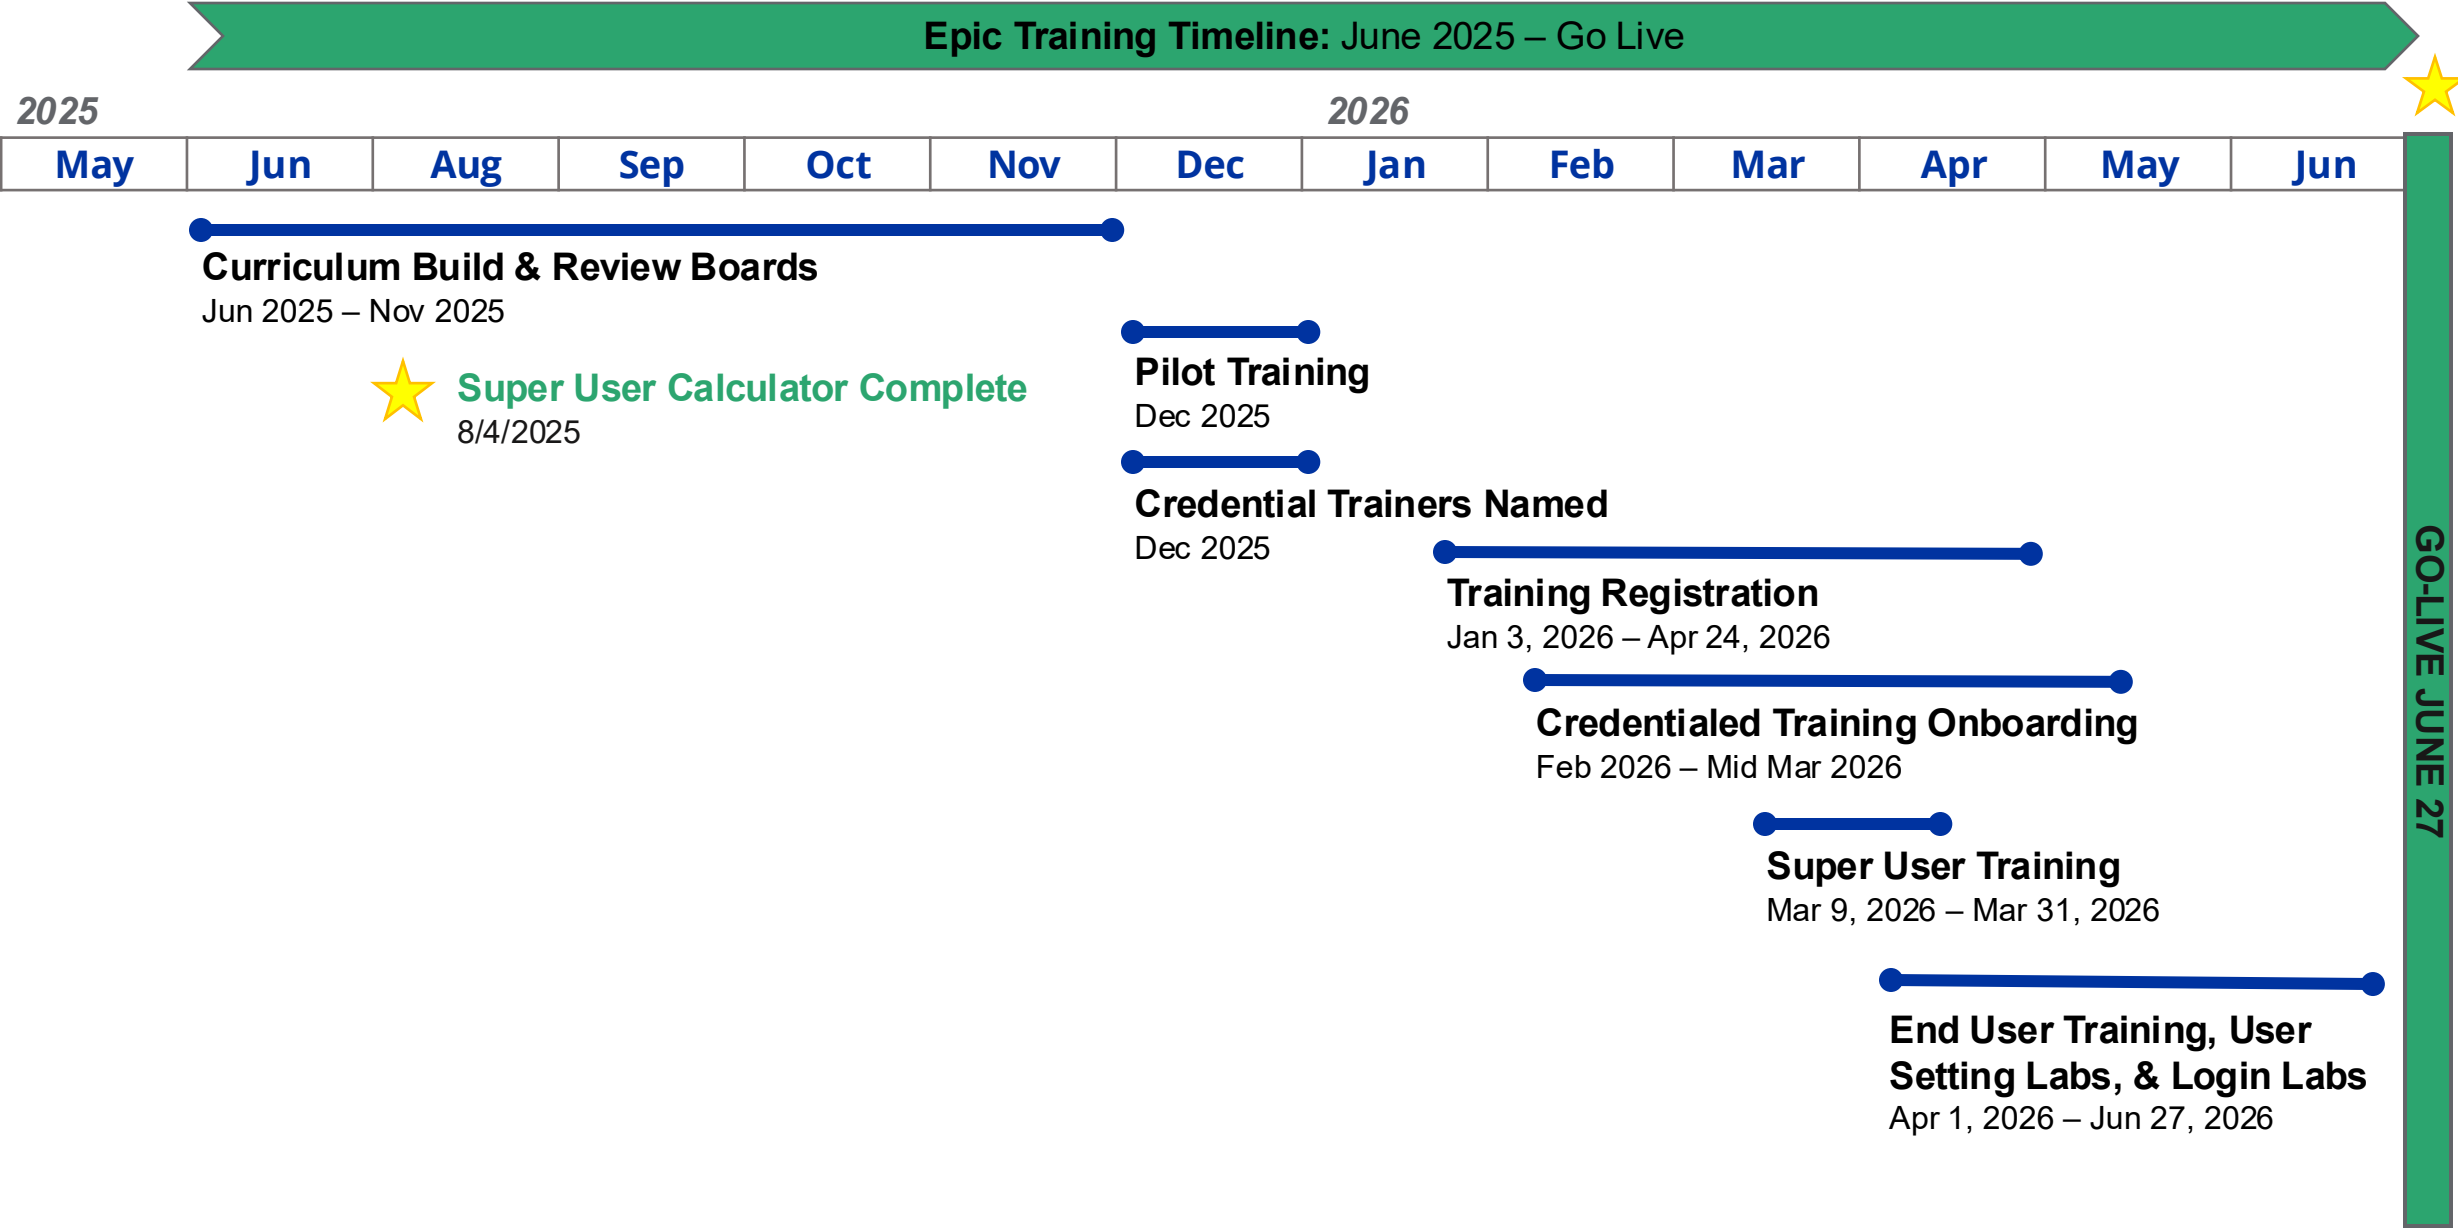 Epic Training Timeline: June 2025 – Go Live
2025
2026
May Jun Aug Sep Oct Nov Dec Jan Feb Mar Apr May Jun
Curriculum Build & Review Boards
Jun 2025 – Nov 2025
Pilot Training
Dec 2025
Super User Calculator Complete
8/4/2025
Credential Trainers Named
Dec 2025
Training Registration
Jan 3, 2026 – Apr 24, 2026
Credentialed Training Onboarding
Feb 2026 – Mid Mar 2026
Super User Training
Mar 9, 2026 – Mar 31, 2026
End User Training, User
Setting Labs, & Login Labs
Apr 1, 2026 – Jun 27, 2026
GO-LIVE JUNE 27